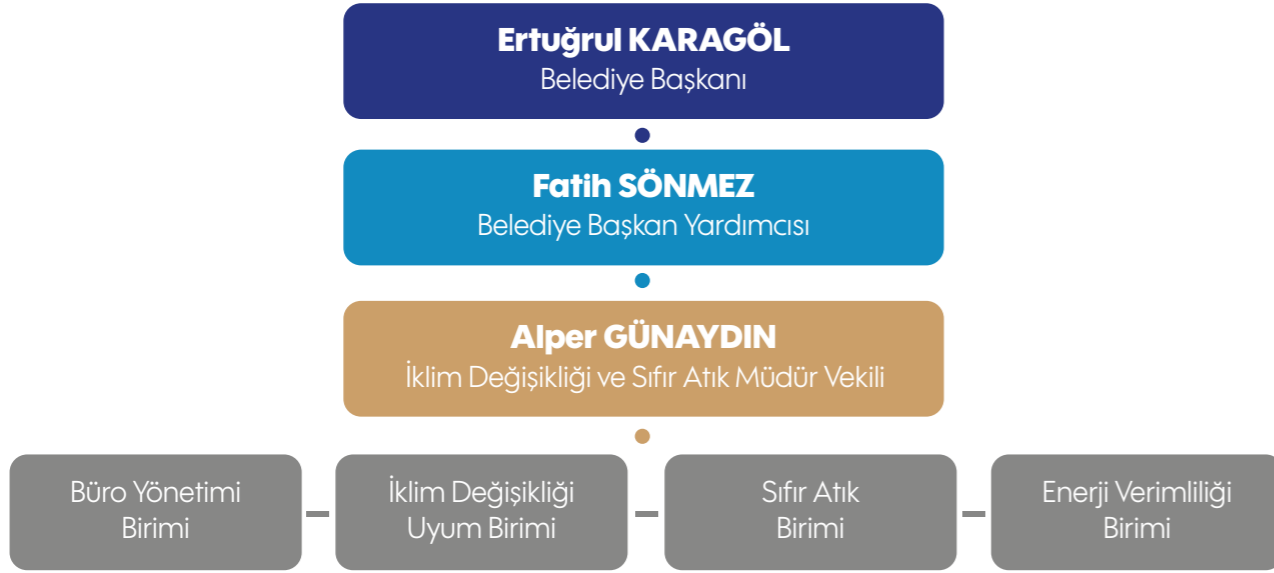 Ertuğrul KARAGÖL
Belediye Başkanı
Fatih SÖNMEZ
Belediye Başkan Yardımcısı
Alper GÜNAYDIN
İklim Değişikliği ve Sıfır Atık Müdür Vekili
Büro Yönetimi
Birimi
İklim Değişikliği
Uyum Birimi
Sıfır Atık
Birimi
Enerji Verimliliği
Birimi